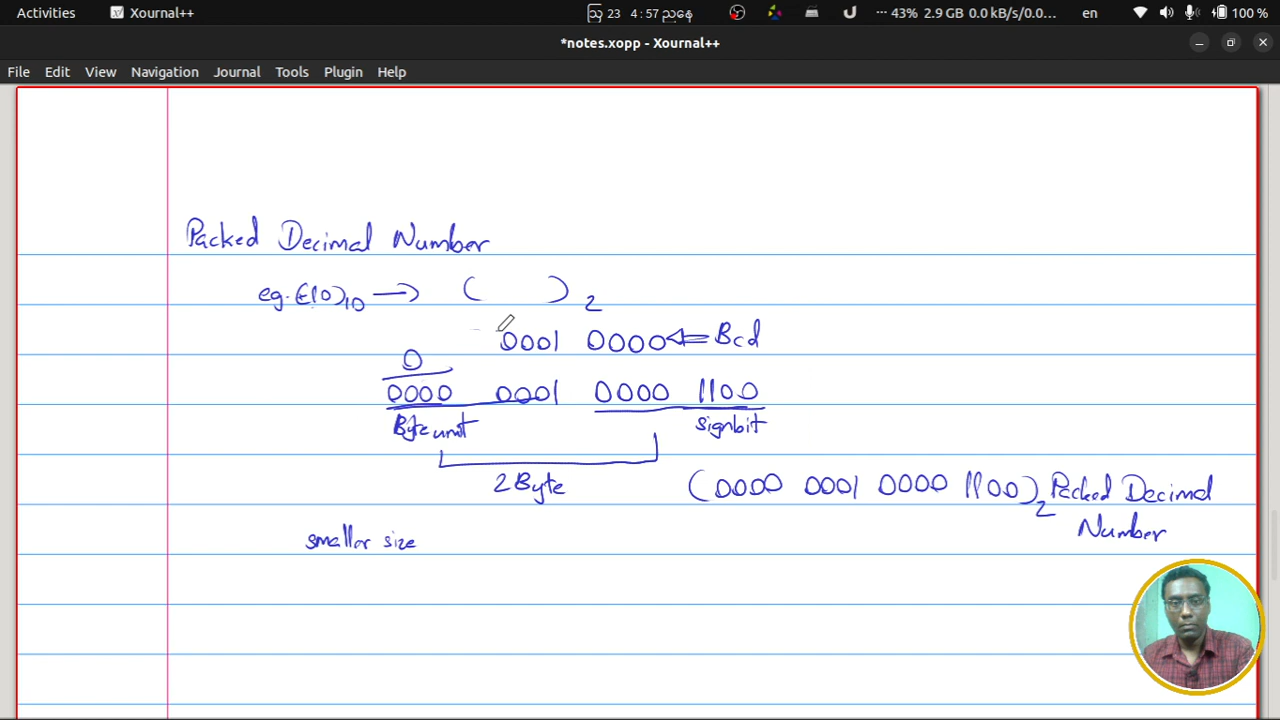 Activities Xournal++ ඔ 23 4 : 57 ලනෙ 43% 2.9 GB 0.0 kB/s/0.0... en 100 %
*notes.xopp - Xournal++
File Edit View Navigation Journal Tools Plugin Help
Packed Decimal Number
eg. (10)10 → ( )2
0001 0000 ⇐ Bcd
0
0000 0001 0000 1100
Byte unit signbit
2 Byte
(0000 0001 0000 1100)2 Packed Decimal
Number
smaller size